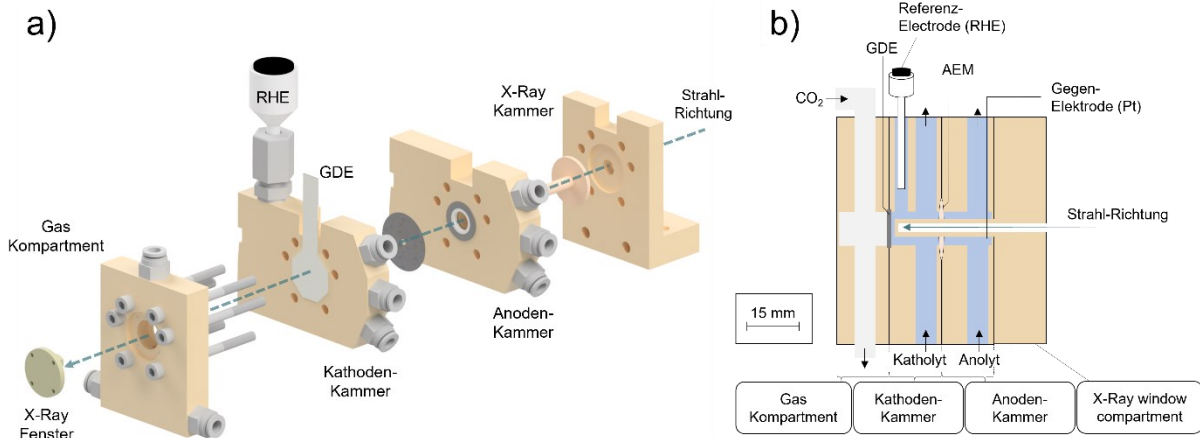 a)
RHE
GDE
X-Ray
Kammer
Strahl-
Richtung
Gas
Kompartment
Anoden-
Kammer
Kathoden-
Kammer
X-Ray
Fenster
b)
Referenz-
Electrode (RHE)
GDE
AEM
CO₂
Gegen-
Elektrode (Pt)
Strahl-Richtung
15 mm
Katholyt
Anolyt
Gas
Kompartment
Kathoden-
Kammer
Anoden-
Kammer
X-Ray window
compartment